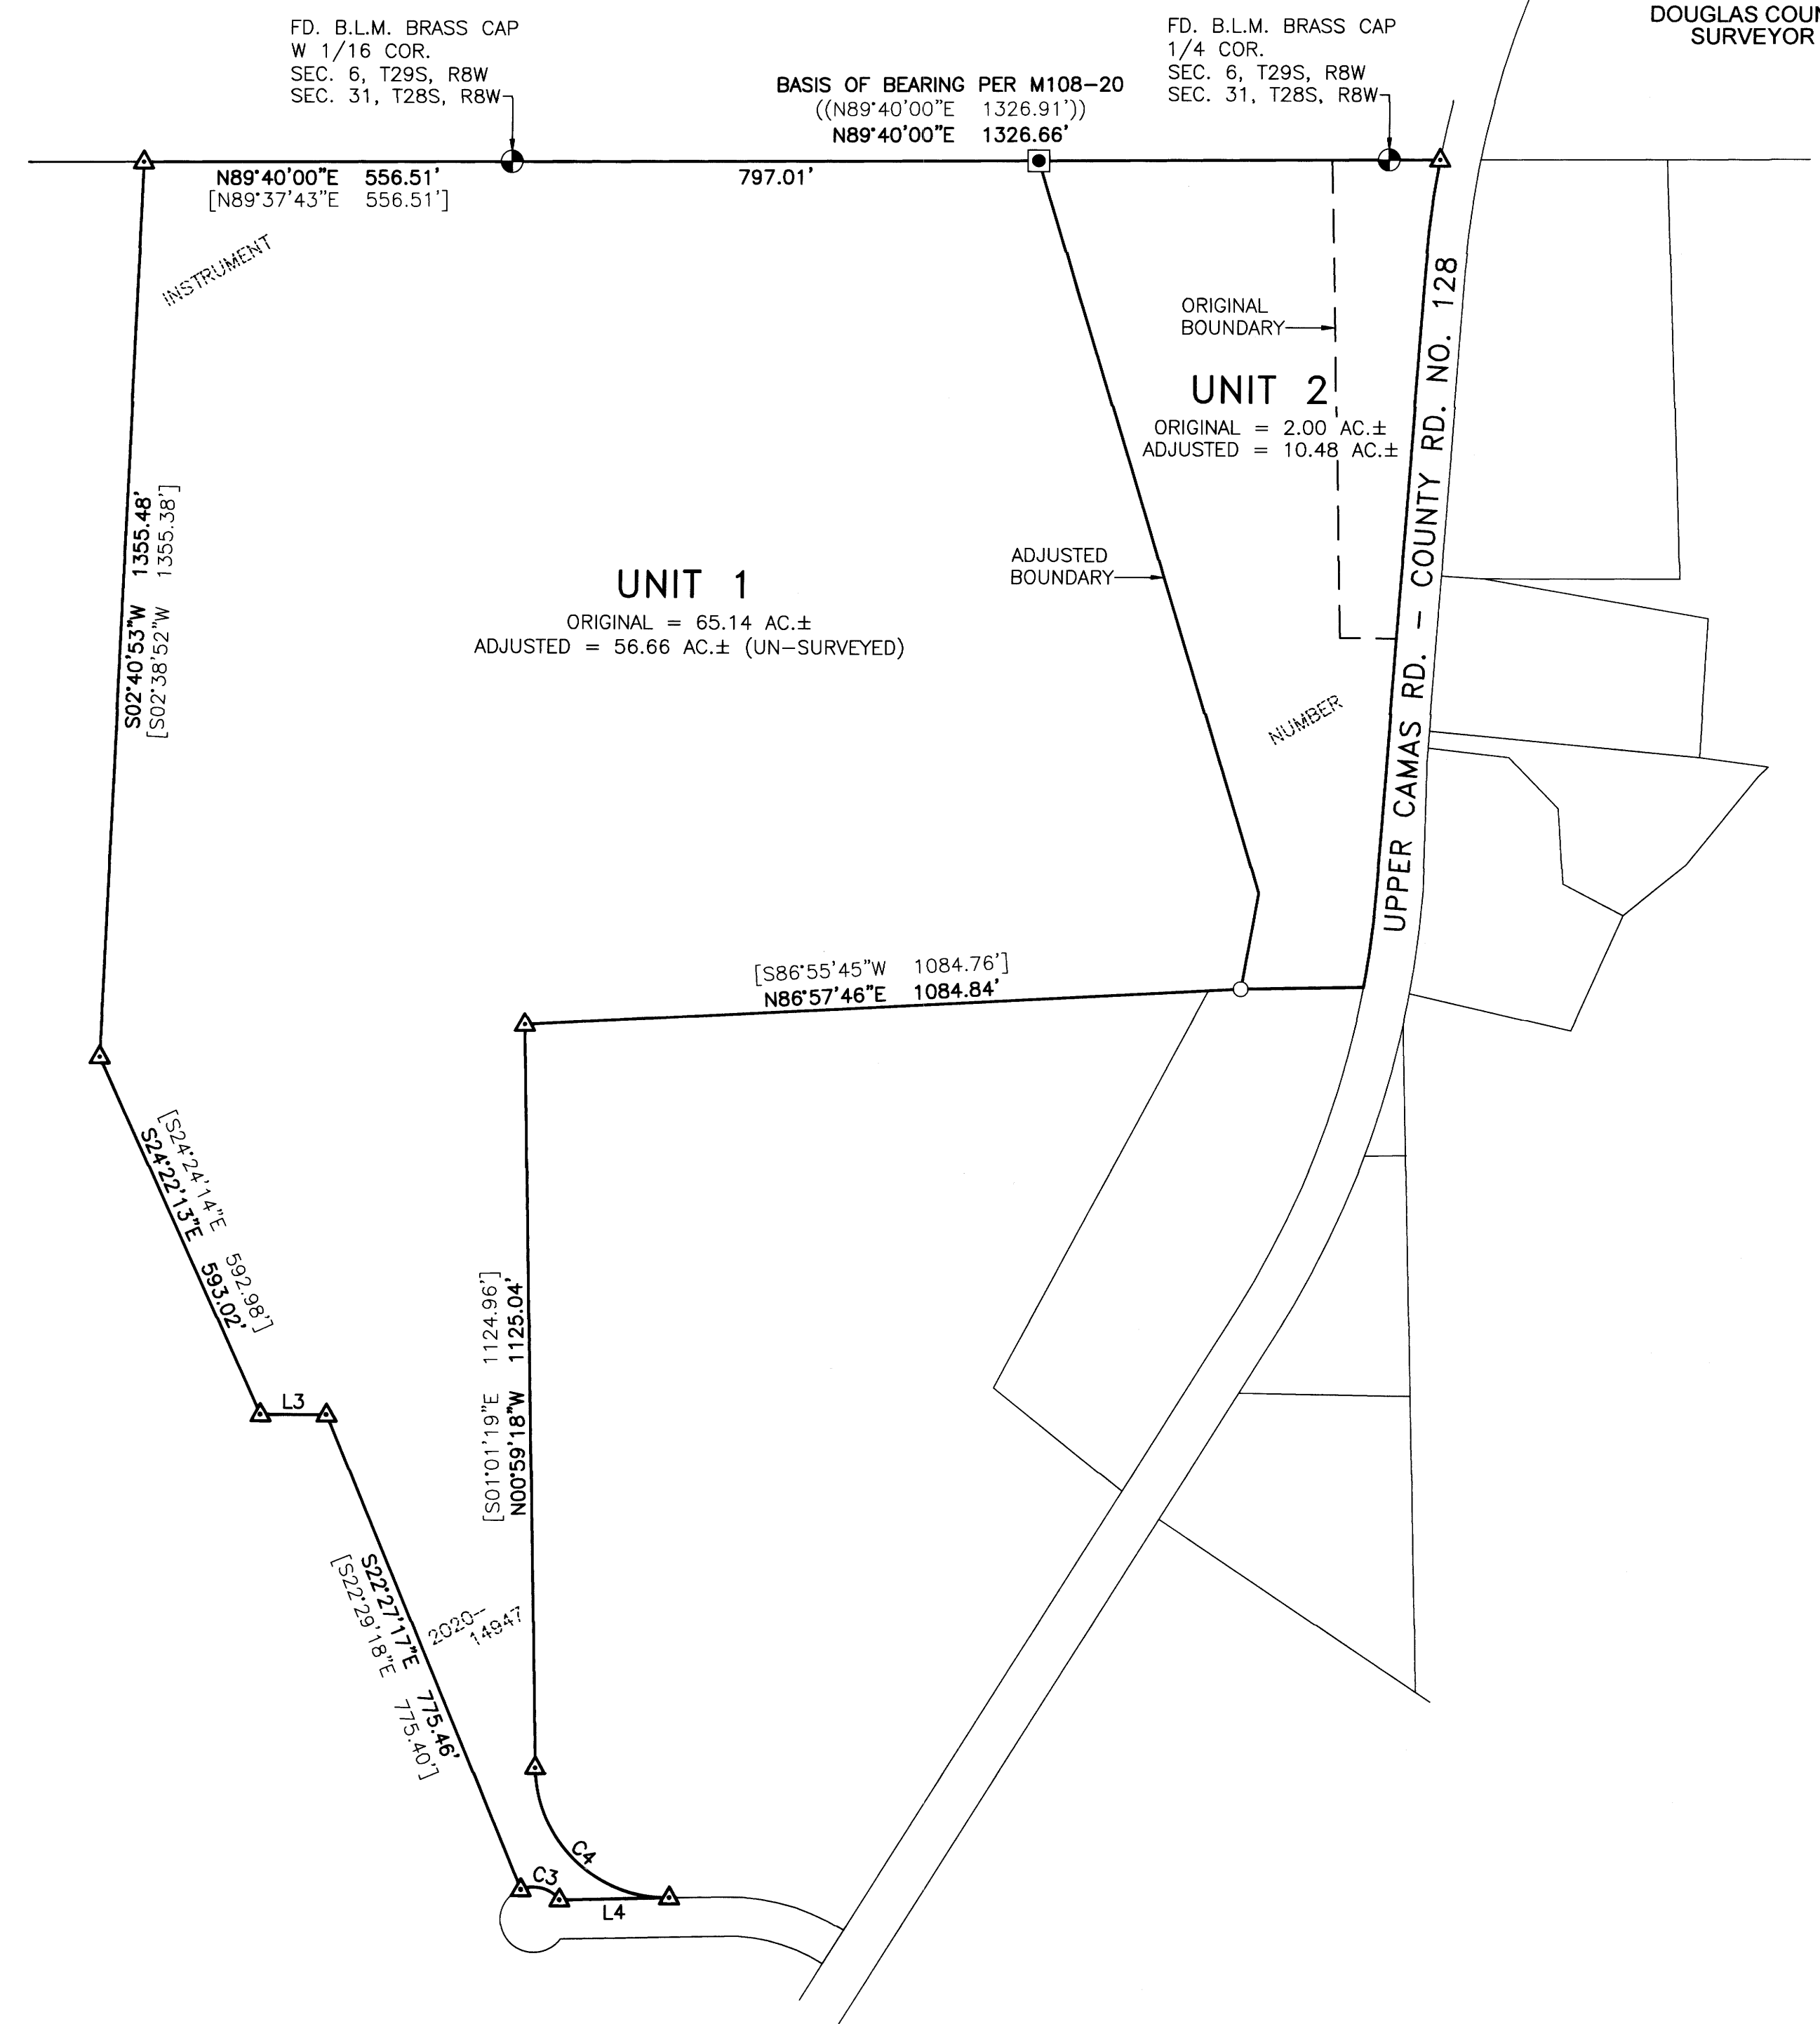 DOUGLAS COUN
SURVEYOR
FD. B.L.M. BRASS CAP
W 1/16 COR.
SEC. 6, T29S, R8W
SEC. 31, T28S, R8W
FD. B.L.M. BRASS CAP
1/4 COR.
SEC. 6, T29S, R8W
SEC. 31, T28S, R8W
BASIS OF BEARING PER M108-20
((N89°40'00"E 1326.91'))
N89°40'00"E 1326.66'
N89°40'00"E 556.51'
[N89°37'43"E 556.51']
797.01'
INSTRUMENT
ORIGINAL
BOUNDARY
UNIT 2
ORIGINAL = 2.00 AC.±
ADJUSTED = 10.48 AC.±
UPPER CAMAS RD. - COUNTY RD. NO. 128
S02°40'53"W 1355.48'
[S02°38'52"W 1355.38']
ADJUSTED
BOUNDARY
UNIT 1
ORIGINAL = 65.14 AC.±
ADJUSTED = 56.66 AC.± (UN-SURVEYED)
NUMBER
[S86°55'45"W 1084.76']
N86°57'46"E 1084.84'
[S24°24'14"E 592.98']
S24°22'13"E 593.02'
[S01°01'19"E 1124.96']
N00°59'18"W 1125.04'
L3
S22°27'17"E 775.46'
[S22°29'18"E 775.40']
2020-
14947
C4
C3
L4